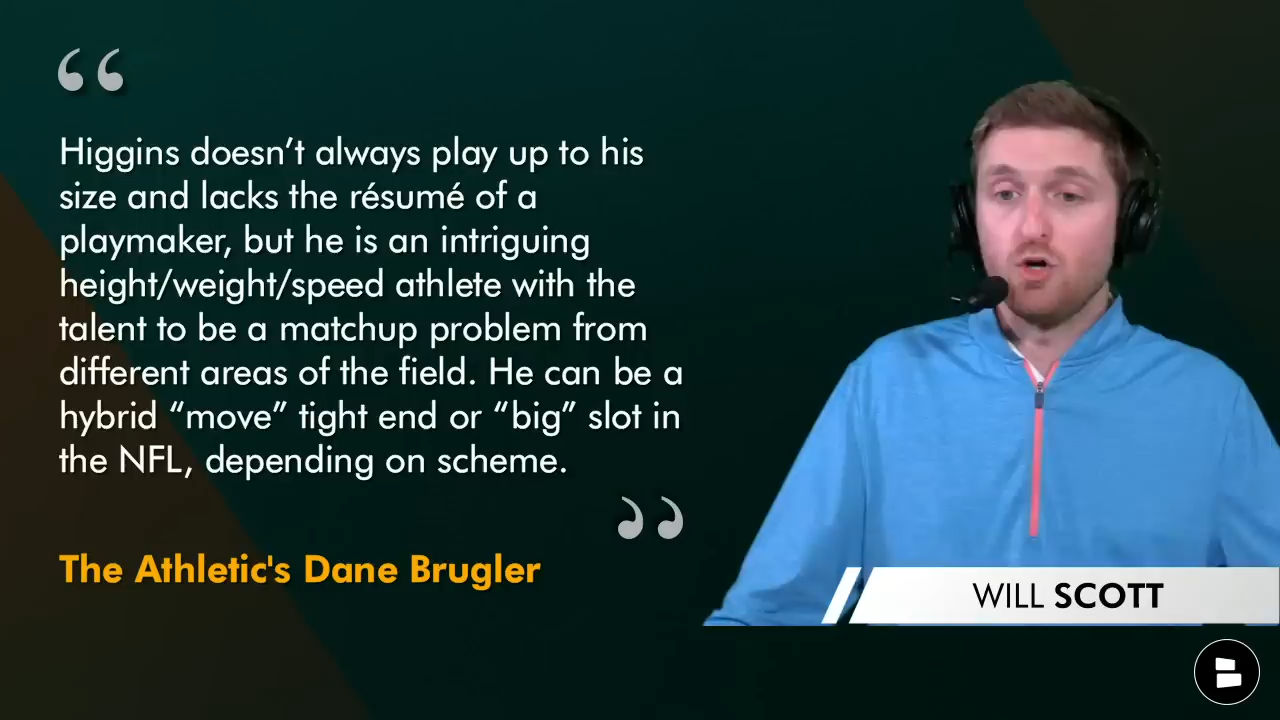 “
Higgins doesn’t always play up to his
size and lacks the résumé of a
playmaker, but he is an intriguing
height/weight/speed athlete with the
talent to be a matchup problem from
different areas of the field. He can be a
hybrid “move” tight end or “big” slot in
the NFL, depending on scheme.
”
The Athletic's Dane Brugler
WILL SCOTT